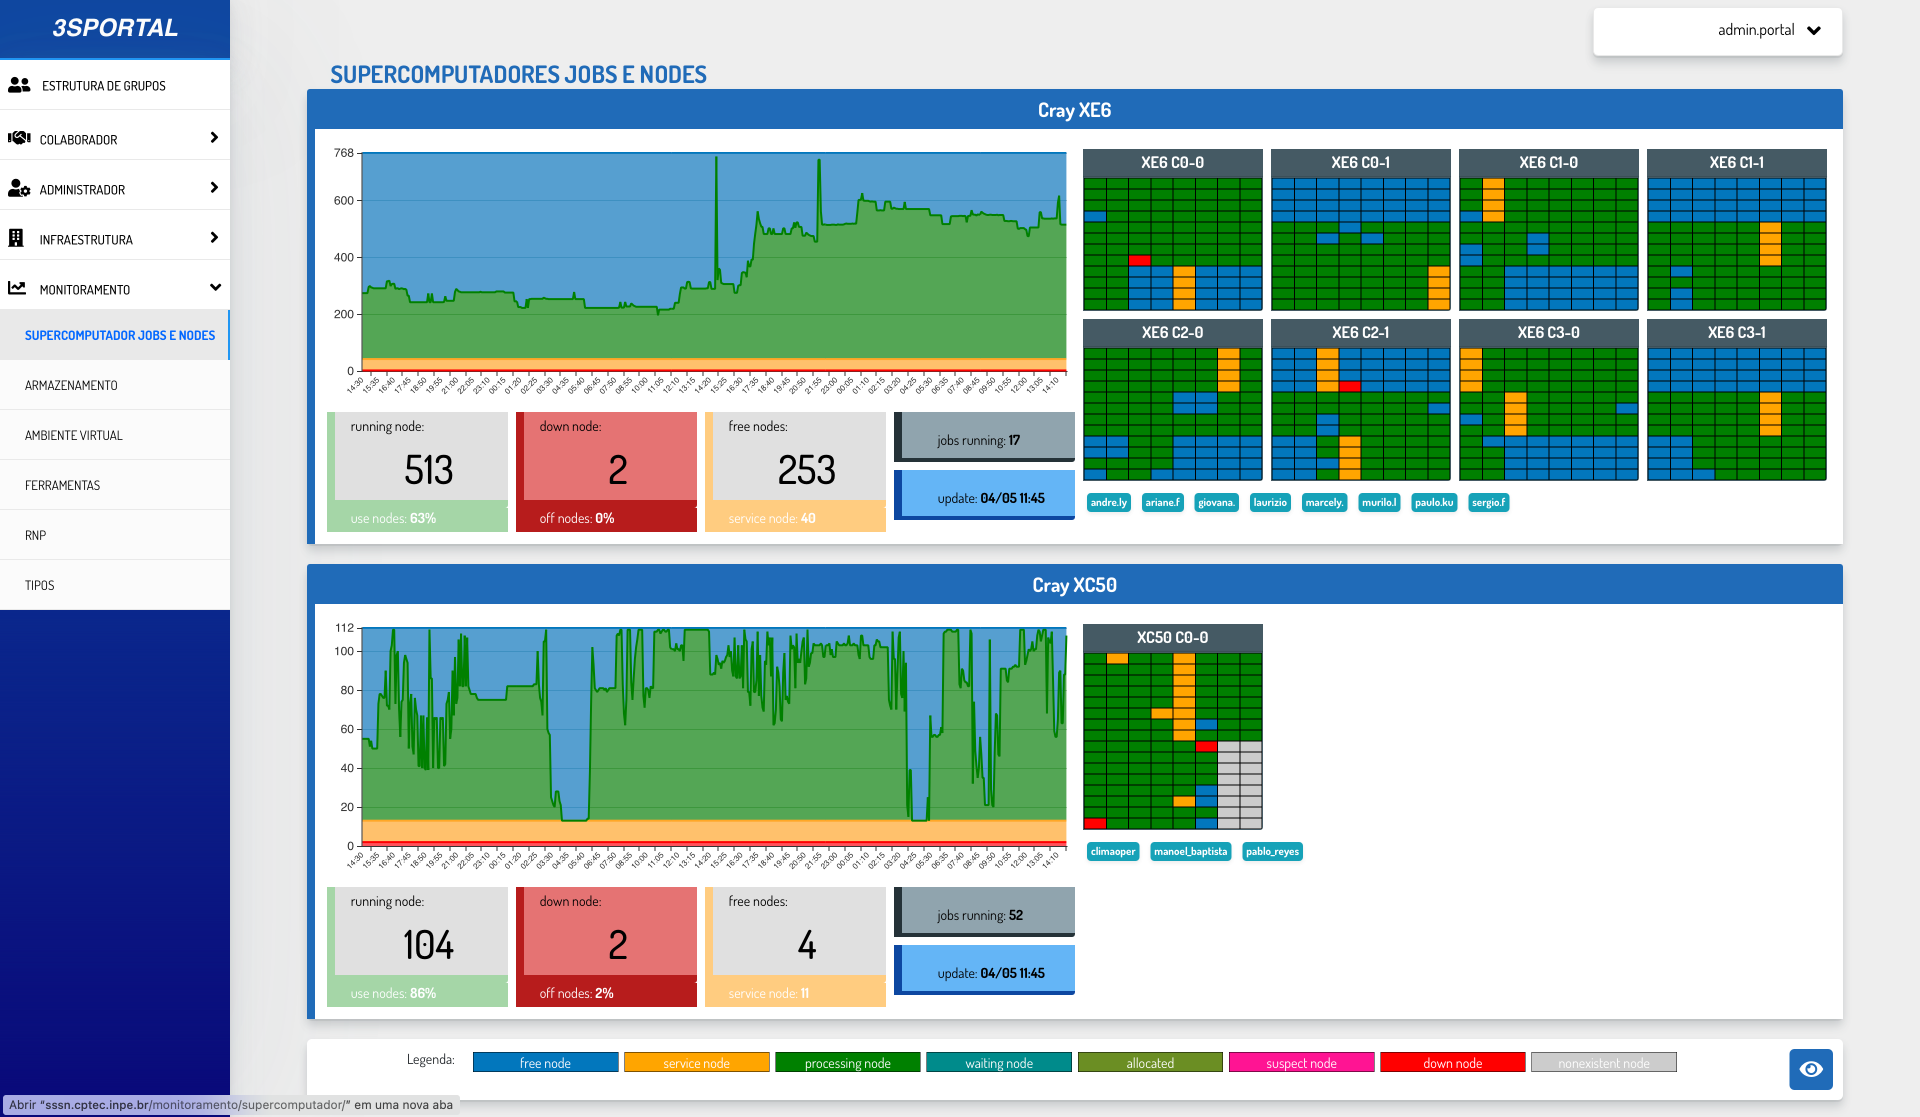 3SPORTAL
admin.portal
ESTRUTURA DE GRUPOS
COLABORADOR
ADMINISTRADOR
INFRAESTRUTURA
MONITORAMENTO
SUPERCOMPUTADOR JOBS E NODES
ARMAZENAMENTO
AMBIENTE VIRTUAL
FERRAMENTAS
RNP
TIPOS
SUPERCOMPUTADORES JOBS E NODES
Cray XE6
768
600
400
200
0
14:30 15:35 16:40 17:45 18:50 19:55 21:00 22:05 23:10 00:15 01:20 02:25 03:30 04:35 05:40 06:45 07:50 08:55 10:00 11:05 12:10 13:15 14:20 15:25 16:30 17:35 18:40 19:45 20:50 21:55 23:00 00:05 01:10 02:15 03:20 04:25 05:30 06:35 07:40 08:45 09:50 10:55 12:00 13:05 14:10
running node:
513
use nodes: 63%
down node:
2
off nodes: 0%
free nodes:
253
service node: 40
jobs running: 17
update: 04/05 11:45
XE6 C0-0
XE6 C0-1
XE6 C1-0
XE6 C1-1
XE6 C2-0
XE6 C2-1
XE6 C3-0
XE6 C3-1
andre.ly ariane.f giovana. laurizio marcely. murilo.l paulo.ku sergio.f
Cray XC50
112
100
80
60
40
20
0
14:30 15:35 16:40 17:45 18:50 19:55 21:00 22:05 23:10 00:15 01:20 02:25 03:30 04:35 05:40 06:45 07:50 08:55 10:00 11:05 12:10 13:15 14:20 15:25 16:30 17:35 18:40 19:45 20:50 21:55 23:00 00:05 01:10 02:15 03:20 04:25 05:30 06:35 07:40 08:45 09:50 10:55 12:00 13:05 14:10
running node:
104
use nodes: 86%
down node:
2
off nodes: 2%
free nodes:
4
service node: 11
jobs running: 52
update: 04/05 11:45
XC50 C0-0
climaoper manoel_baptista pablo_reyes
Legenda: free node service node processing node waiting node allocated suspect node down node nonexistent node
Abrir “sssn.cptec.inpe.br/monitoramento/supercomputador/” em uma nova aba